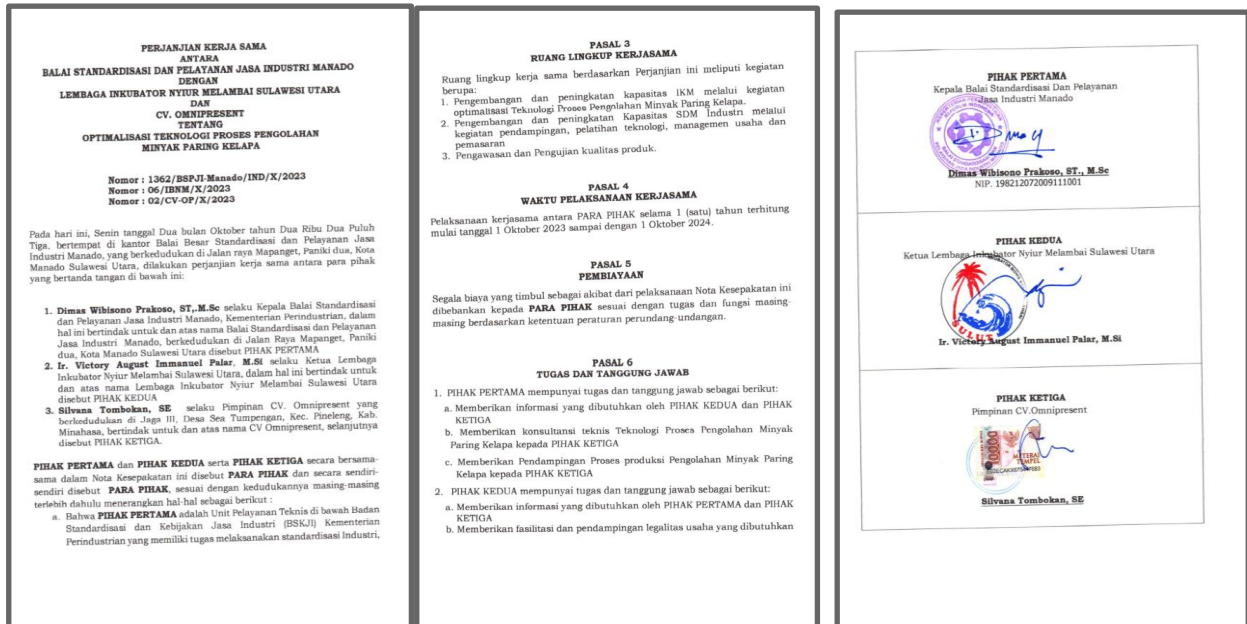 PERJANJIAN KERJA SAMA
ANTARA
BALAI STANDARDISASI DAN PELAYANAN JASA INDUSTRI MANADO
DENGAN
LEMBAGA INKUBATOR NYIUR MELAMBAI SULAWESI UTARA
DAN
CV. OMNIPRESENT
TENTANG
OPTIMALISASI TEKNOLOGI PROSES PENGOLAHAN
MINYAK PARING KELAPA
Nomor : 1362/BSPJI-Manado/IND/X/2023
Nomor : 06/IBNM/X/2023
Nomor : 02/CV-OP/X/2023
Pada hari ini, Senin tanggal Dua bulan Oktober tahun Dua Ribu Dua Puluh
Tiga, bertempat di kantor Balai Besar Standardisasi dan Pelayanan Jasa
Industri Manado, yang berkedudukan di Jalan raya Mapanget, Paniki dua, Kota
Manado Sulawesi Utara, dilakukan perjanjian kerja sama antara para pihak
yang bertanda tangan di bawah ini:
1. Dimas Wibisono Prakoso, ST,.M.Sc selaku Kepala Balai Standardisasi
dan Pelayanan Jasa Industri Manado, Kementerian Perindustrian, dalam
hal ini bertindak untuk dan atas nama Balai Standardisasi dan Pelayanan
Jasa Industri Manado, berkedudukan di Jalan Raya Mapanget, Paniki
dua, Kota Manado Sulawesi Utara disebut PIHAK PERTAMA
2. Ir. Victory August Immanuel Palar, M.Si selaku Ketua Lembaga
Inkubator Nyiur Melambai Sulawesi Utara, dalam hal ini bertindak untuk
dan atas nama Lembaga Inkubator Nyiur Melambai Sulawesi Utara
disebut PIHAK KEDUA
3. Silvana Tombokan, SE selaku Pimpinan CV. Omnipresent yang
berkedudukan di Jaga III, Desa Sea Tumpengan, Kec. Pineleng, Kab.
Minahasa, bertindak untuk dan atas nama CV Omnipresent, selanjutnya
disebut PIHAK KETIGA.
PIHAK PERTAMA dan PIHAK KEDUA serta PIHAK KETIGA secara bersama-
sama dalam Nota Kesepakatan ini disebut PARA PIHAK dan secara sendiri-
sendiri disebut PARA PIHAK, sesuai dengan kedudukannya masing-masing
terlebih dahulu menerangkan hal-hal sebagai berikut :
a. Bahwa PIHAK PERTAMA adalah Unit Pelayanan Teknis di bawah Badan
Standardisasi dan Kebijakan Jasa Industri (BSKJI) Kementerian
Perindustrian yang memiliki tugas melaksanakan standardisasi Industri,
PASAL 3
RUANG LINGKUP KERJASAMA
Ruang lingkup kerja sama berdasarkan Perjanjian ini meliputi kegiatan
berupa:
1. Pengembangan dan peningkatan kapasitas IKM melalui kegiatan
optimalisasi Teknologi Proses Pengolahan Minyak Paring Kelapa.
2. Pengembangan dan peningkatan Kapasitas SDM Industri melalui
kegiatan pendampingan, pelatihan teknologi, managemen usaha dan
pemasaran
3. Pengawasan dan Pengujian kualitas produk.
PASAL 4
WAKTU PELAKSANAAN KERJASAMA
Pelaksanaan kerjasama antara PARA PIHAK selama 1 (satu) tahun terhitung
mulai tanggal 1 Oktober 2023 sampai dengan 1 Oktober 2024.
PASAL 5
PEMBIAYAAN
Segala biaya yang timbul sebagai akibat dari pelaksanaan Nota Kesepakatan ini
dibebankan kepada PARA PIHAK sesuai dengan tugas dan fungsi masing-
masing berdasarkan ketentuan peraturan perundang-undangan.
PASAL 6
TUGAS DAN TANGGUNG JAWAB
1. PIHAK PERTAMA mempunyai tugas dan tanggung jawab sebagai berikut:
a. Memberikan informasi yang dibutuhkan oleh PIHAK KEDUA dan PIHAK
KETIGA
b. Memberikan konsultansi teknis Teknologi Proses Pengolahan Minyak
Paring Kelapa kepada PIHAK KETIGA
c. Memberikan Pendampingan Proses produksi Pengolahan Minyak Paring
Kelapa kepada PIHAK KETIGA
2. PIHAK KEDUA mempunyai tugas dan tanggung jawab sebagai berikut:
a. Memberikan informasi yang dibutuhkan oleh PIHAK PERTAMA dan PIHAK
KETIGA
b. Memberikan fasilitasi dan pendampingan legalitas usaha yang dibutuhkan
PIHAK PERTAMA
Kepala Balai Standardisasi Dan Pelayanan
Jasa Industri Manado
Dimas Wibisono Prakoso, ST., M.Sc
NIP. 198212072009111001
PIHAK KEDUA
Ketua Lembaga Inkubator Nyiur Melambai Sulawesi Utara
SULUT
Ir. Victory August Immanuel Palar, M.Si
PIHAK KETIGA
Pimpinan CV.Omnipresent
10000
METERAI
TEMPEL
Silvana Tombokan, SE